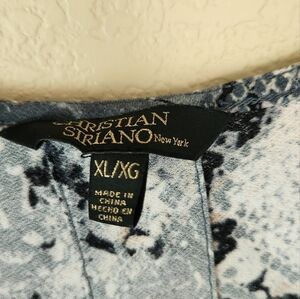 CHRISTIAN
SIRIANO New York
XL/XG
MADE IN
CHINA
HECHO EN
CHINA